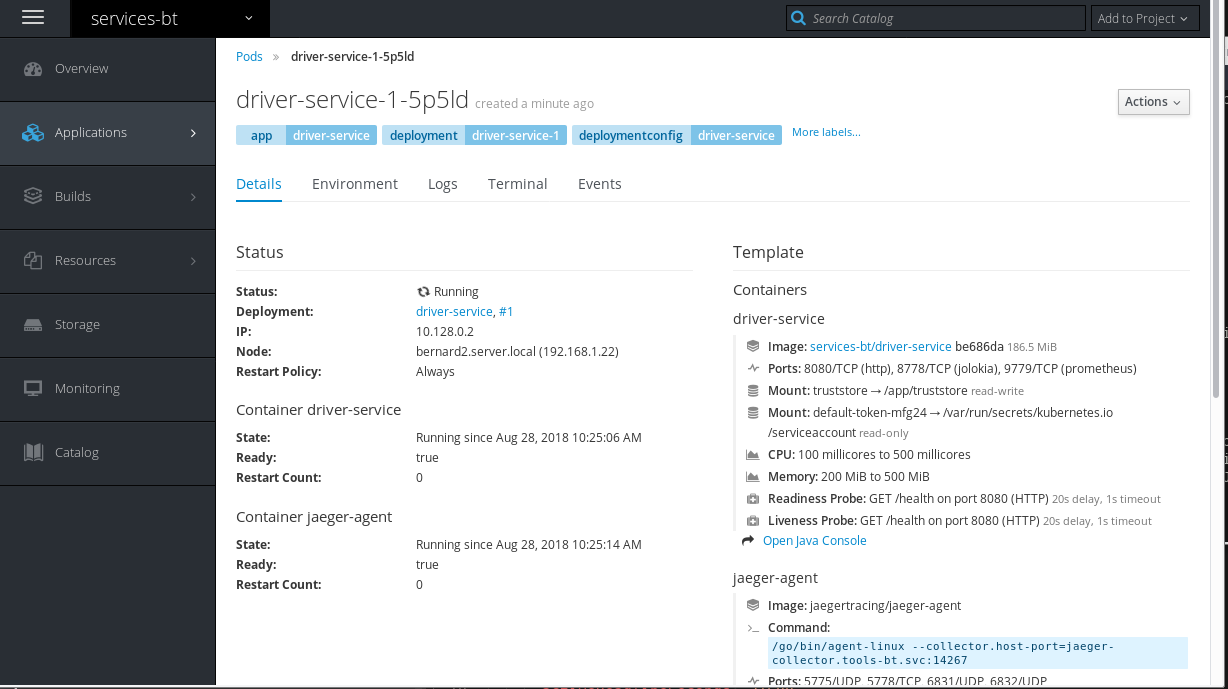 services-bt
Search Catalog
Add to Project
Overview
Applications
Builds
Resources
Storage
Monitoring
Catalog
Pods » driver-service-1-5p5ld
driver-service-1-5p5ld created a minute ago
Actions
app driver-service deployment driver-service-1 deploymentconfig driver-service More labels...
Details Environment Logs Terminal Events
Status
Status: Running
Deployment: driver-service, #1
IP: 10.128.0.2
Node: bernard2.server.local (192.168.1.22)
Restart Policy: Always
Container driver-service
State: Running since Aug 28, 2018 10:25:06 AM
Ready: true
Restart Count: 0
Container jaeger-agent
State: Running since Aug 28, 2018 10:25:14 AM
Ready: true
Restart Count: 0
Template
Containers
driver-service
Image: services-bt/driver-service be686da 186.5 MiB
Ports: 8080/TCP (http), 8778/TCP (jolokia), 9779/TCP (prometheus)
Mount: truststore → /app/truststore read-write
Mount: default-token-mfg24 → /var/run/secrets/kubernetes.io
/serviceaccount read-only
CPU: 100 millicores to 500 millicores
Memory: 200 MiB to 500 MiB
Readiness Probe: GET /health on port 8080 (HTTP) 20s delay, 1s timeout
Liveness Probe: GET /health on port 8080 (HTTP) 20s delay, 1s timeout
Open Java Console
jaeger-agent
Image: jaegertracing/jaeger-agent
Command:
/go/bin/agent-linux --collector.host-port=jaeger-
collector.tools-bt.svc:14267
Ports: 5775/UDP, 5778/TCP, 6831/UDP, 6832/UDP